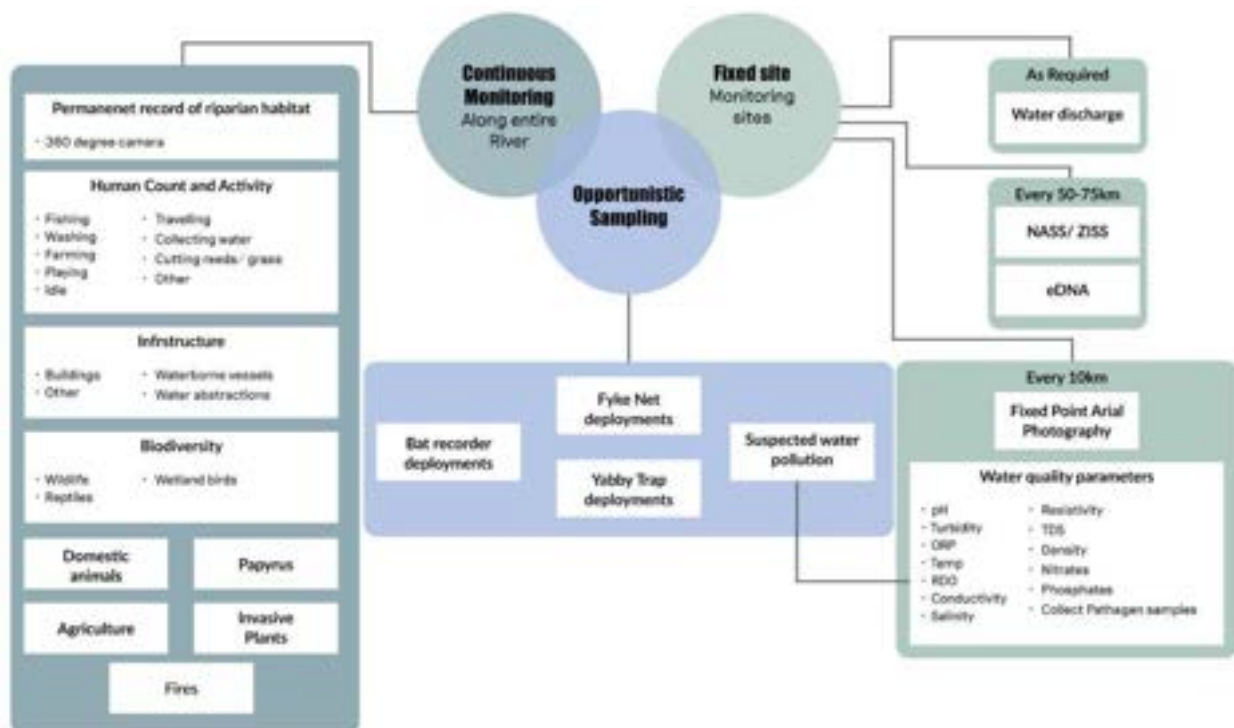 Continuous
Monitoring
Along entire
River
Fixed site
Monitoring
sites
Opportunistic
Sampling
Permanenet record of riparian habitat
· 360 degree camera
Human Count and Activity
· Fishing
· Washing
· Farming
· Playing
· Idle
· Travelling
· Collecting water
· Cutting reeds/ grass
· Other
Infrstructure
· Buildings
· Other
· Waterborne vessels
· Water abstractions
Biodiversity
· Wildlife
· Reptiles
· Wetland birds
Domestic
animals
Papyrus
Agriculture
Invasive
Plants
Fires
Bat recorder
deployments
Fyke Net
deployments
Yabby Trap
deployments
Suspected water
pollution
As Required
Water discharge
Every 50-75km
NASS/ ZISS
eDNA
Every 10km
Fixed Point Arial
Photography
Water quality parameters
· pH
· Turbidity
· ORP
· Temp
· RDO
· Conductivity
· Salinity
· Resistivity
· TDS
· Density
· Nitrates
· Phosphates
· Collect Pathagen samples